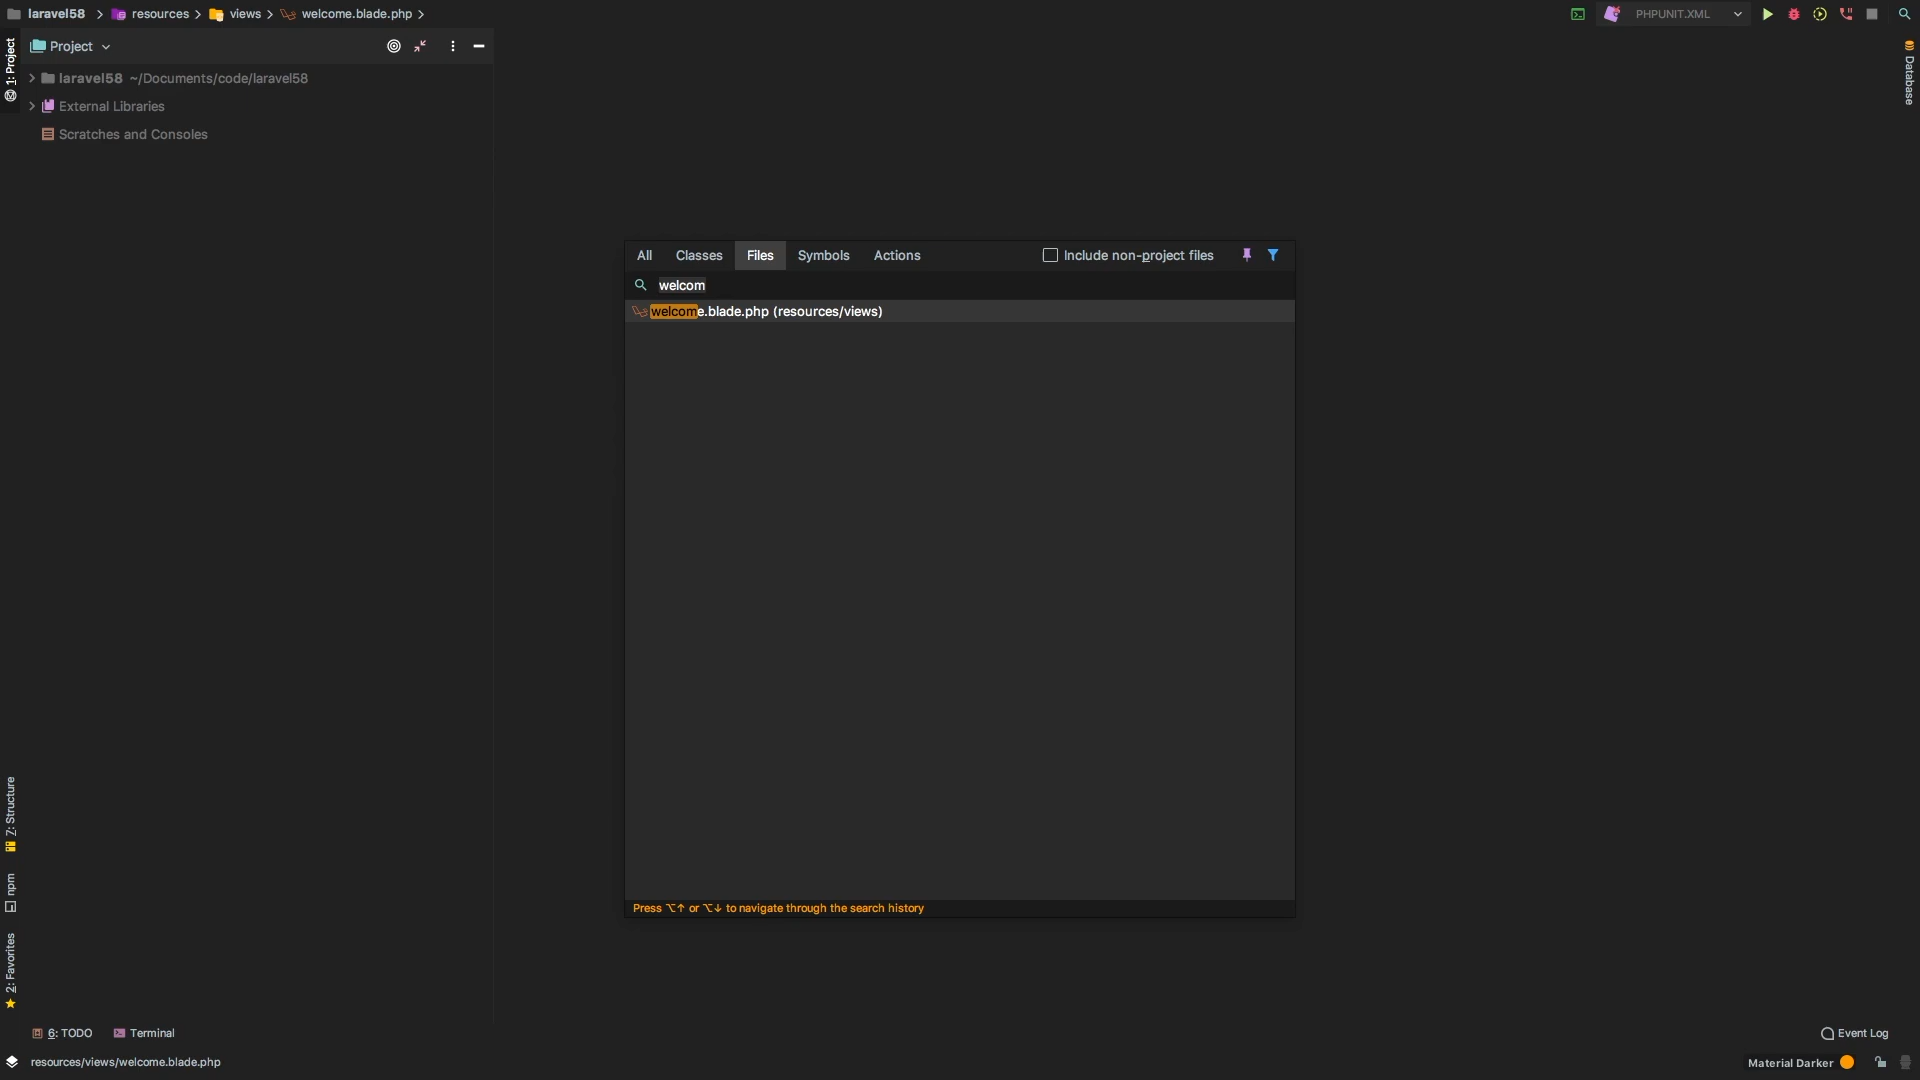 laravel58 resources views welcome.blade.php
PHPUNIT.XML
1: Project
Project
laravel58 ~/Documents/code/laravel58
External Libraries
Scratches and Consoles
Database
All Classes Files Symbols Actions Include non-project files
welcom
welcome.blade.php (resources/views)
Press ⌥↑ or ⌥↓ to navigate through the search history
7: Structure
npm
2: Favorites
6: TODO Terminal
Event Log
resources/views/welcome.blade.php
Material Darker